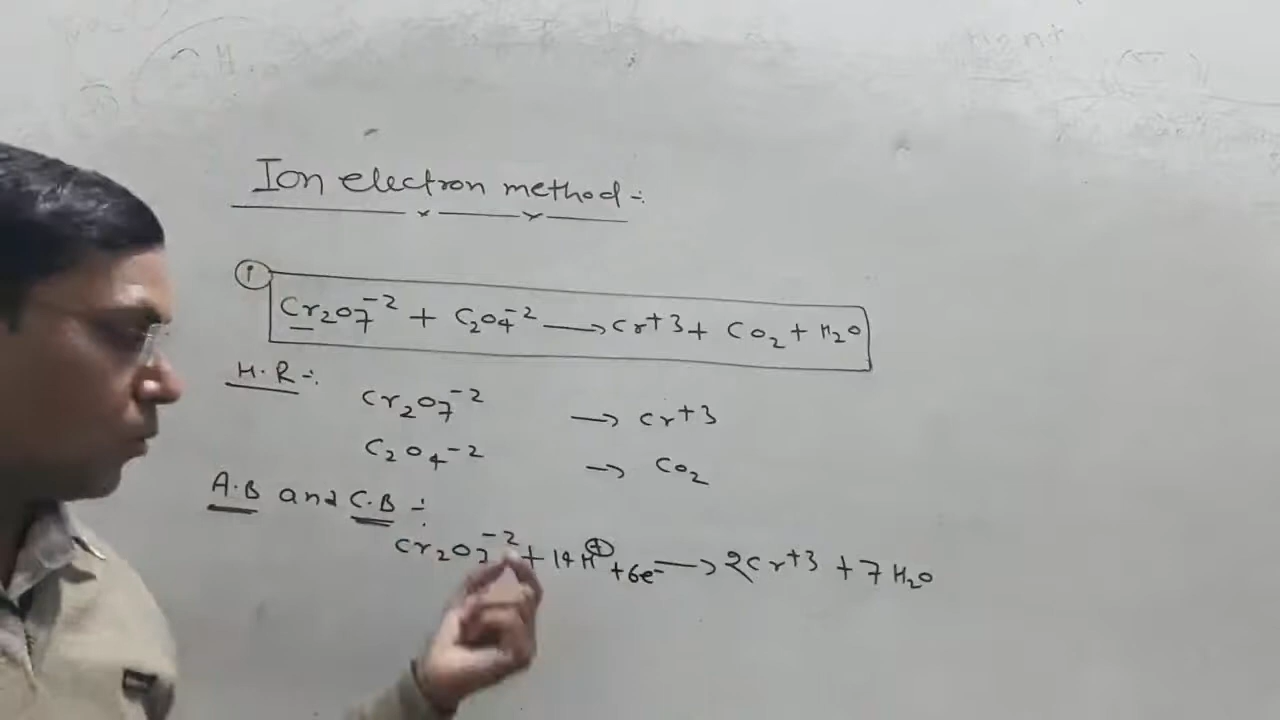 Ion electron method :-
① Cr₂O₇⁻² + C₂O₄⁻² → Cr⁺³ + CO₂ + H₂O
H.R :-
Cr₂O₇⁻² → Cr⁺³
C₂O₄⁻² → CO₂
A.B and C.B :-
Cr₂O₇⁻² + 14H⊕ + 6e⁻ → 2Cr⁺³ + 7H₂O